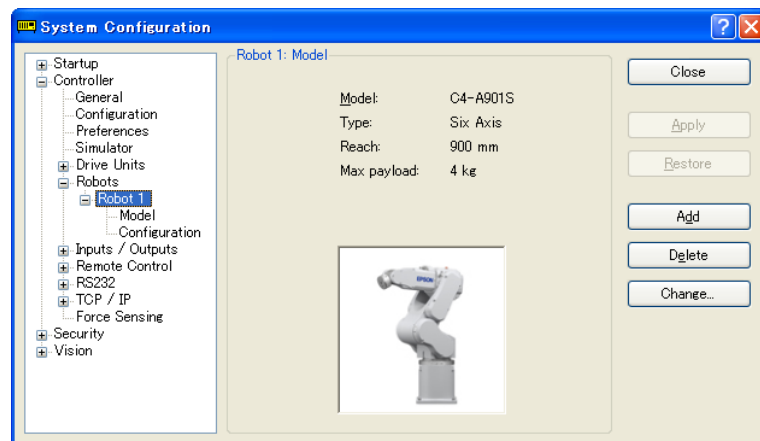 System Configuration
Startup
Controller
General
Configuration
Preferences
Simulator
Drive Units
Robots
Robot 1
Model
Configuration
Inputs / Outputs
Remote Control
RS232
TCP / IP
Force Sensing
Security
Vision
Robot 1: Model
Model: C4-A901S
Type: Six Axis
Reach: 900 mm
Max payload: 4 kg
EPSON
Close
Apply
Restore
Add
Delete
Change...